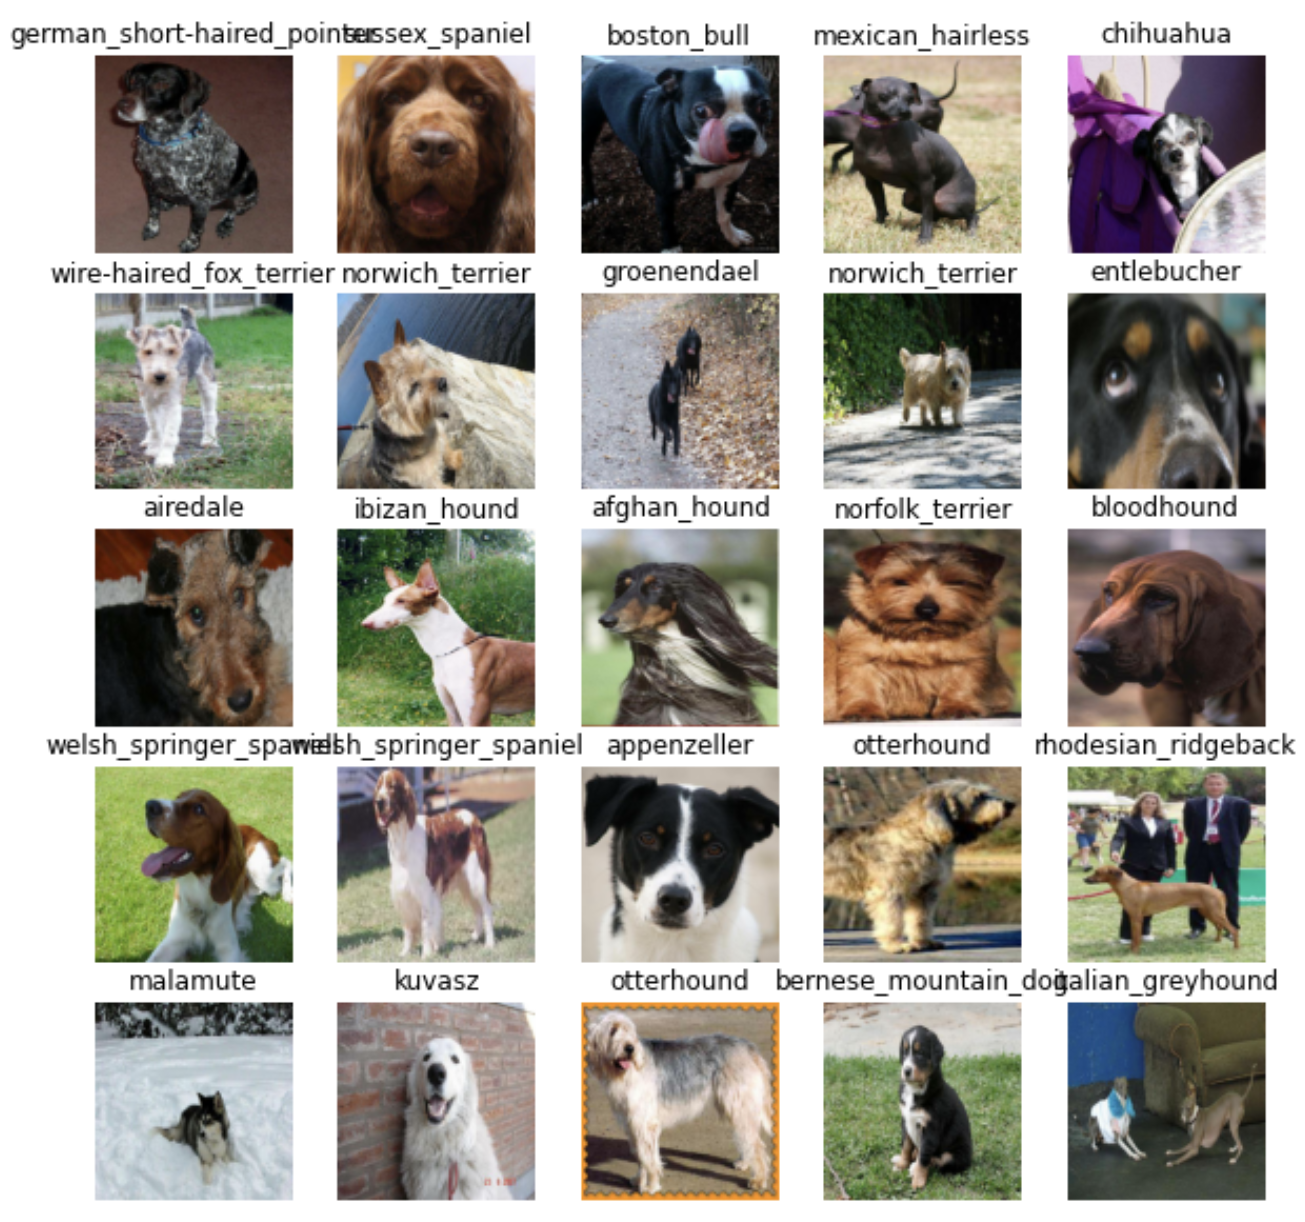 german_short-haired_pointer sussex_spaniel boston_bull mexican_hairless chihuahua
wire-haired_fox_terrier norwich_terrier groenendael norwich_terrier entlebucher
airedale ibizan_hound afghan_hound norfolk_terrier bloodhound
welsh_springer_spaniel welsh_springer_spaniel appenzeller otterhound rhodesian_ridgeback
malamute kuvasz otterhound bernese_mountain_dog italian_greyhound